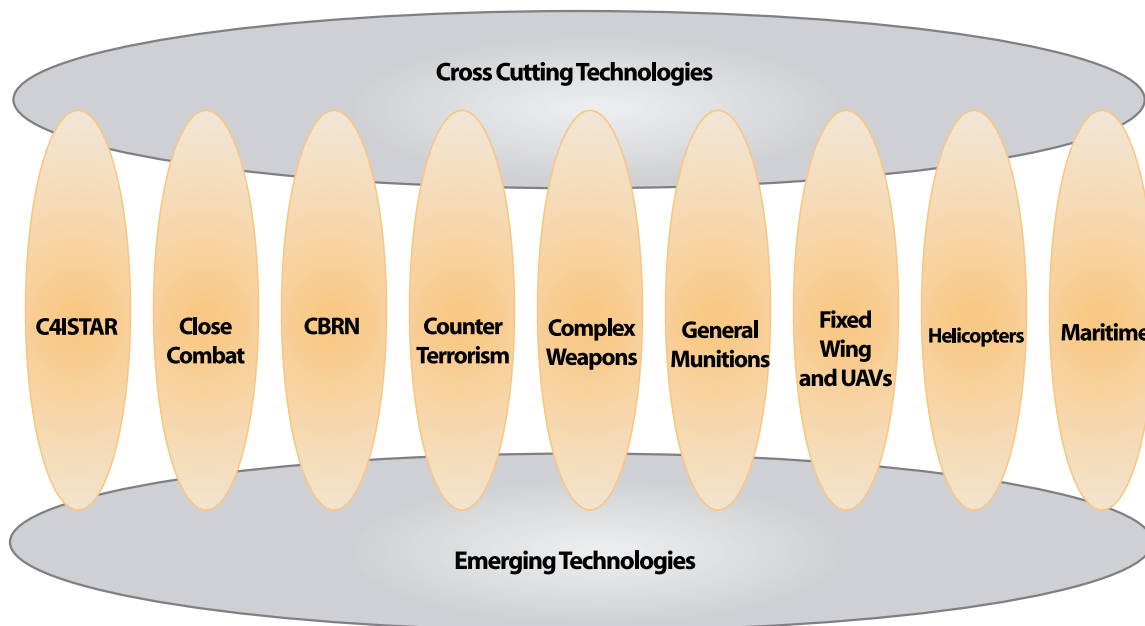 Cross Cutting Technologies
C4ISTAR
Close
Combat
CBRN
Counter
Terrorism
Complex
Weapons
General
Munitions
Fixed
Wing
and UAVs
Helicopters
Maritime
Emerging Technologies